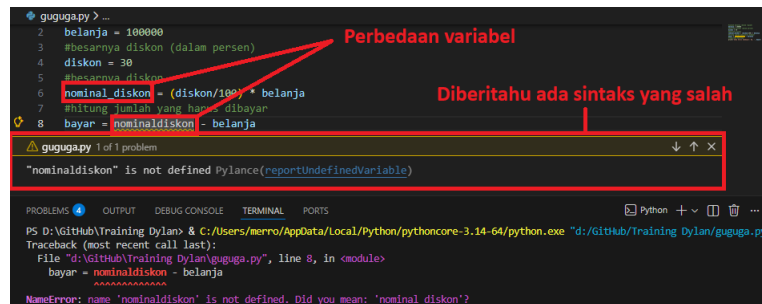 guguga.py > ...
2 belanja = 100000
3 #besarnya diskon (dalam persen)
Perbedaan variabel
4 diskon = 30
5 #besarnya diskon
6 nominal_diskon = (diskon/100) * belanja
Diberitahu ada sintaks yang salah
7 #hitung jumlah yang harus dibayar
8 bayar = nominaldiskon - belanja
guguga.py 1 of 1 problem
"nominaldiskon" is not defined Pylance(reportUndefinedVariable)
PROBLEMS 4 OUTPUT DEBUG CONSOLE TERMINAL PORTS Python
PS D:\GitHub\Training Dylan> & C:/Users/merro/AppData/Local/Python/pythoncore-3.14-64/python.exe "d:/GitHub/Training Dylan/guguga.py
Traceback (most recent call last):
File "d:\GitHub\Training Dylan\guguga.py", line 8, in <module>
bayar = nominaldiskon - belanja
^^^^^^^^^^^^^
NameError: name 'nominaldiskon' is not defined. Did you mean: 'nominal_diskon'?